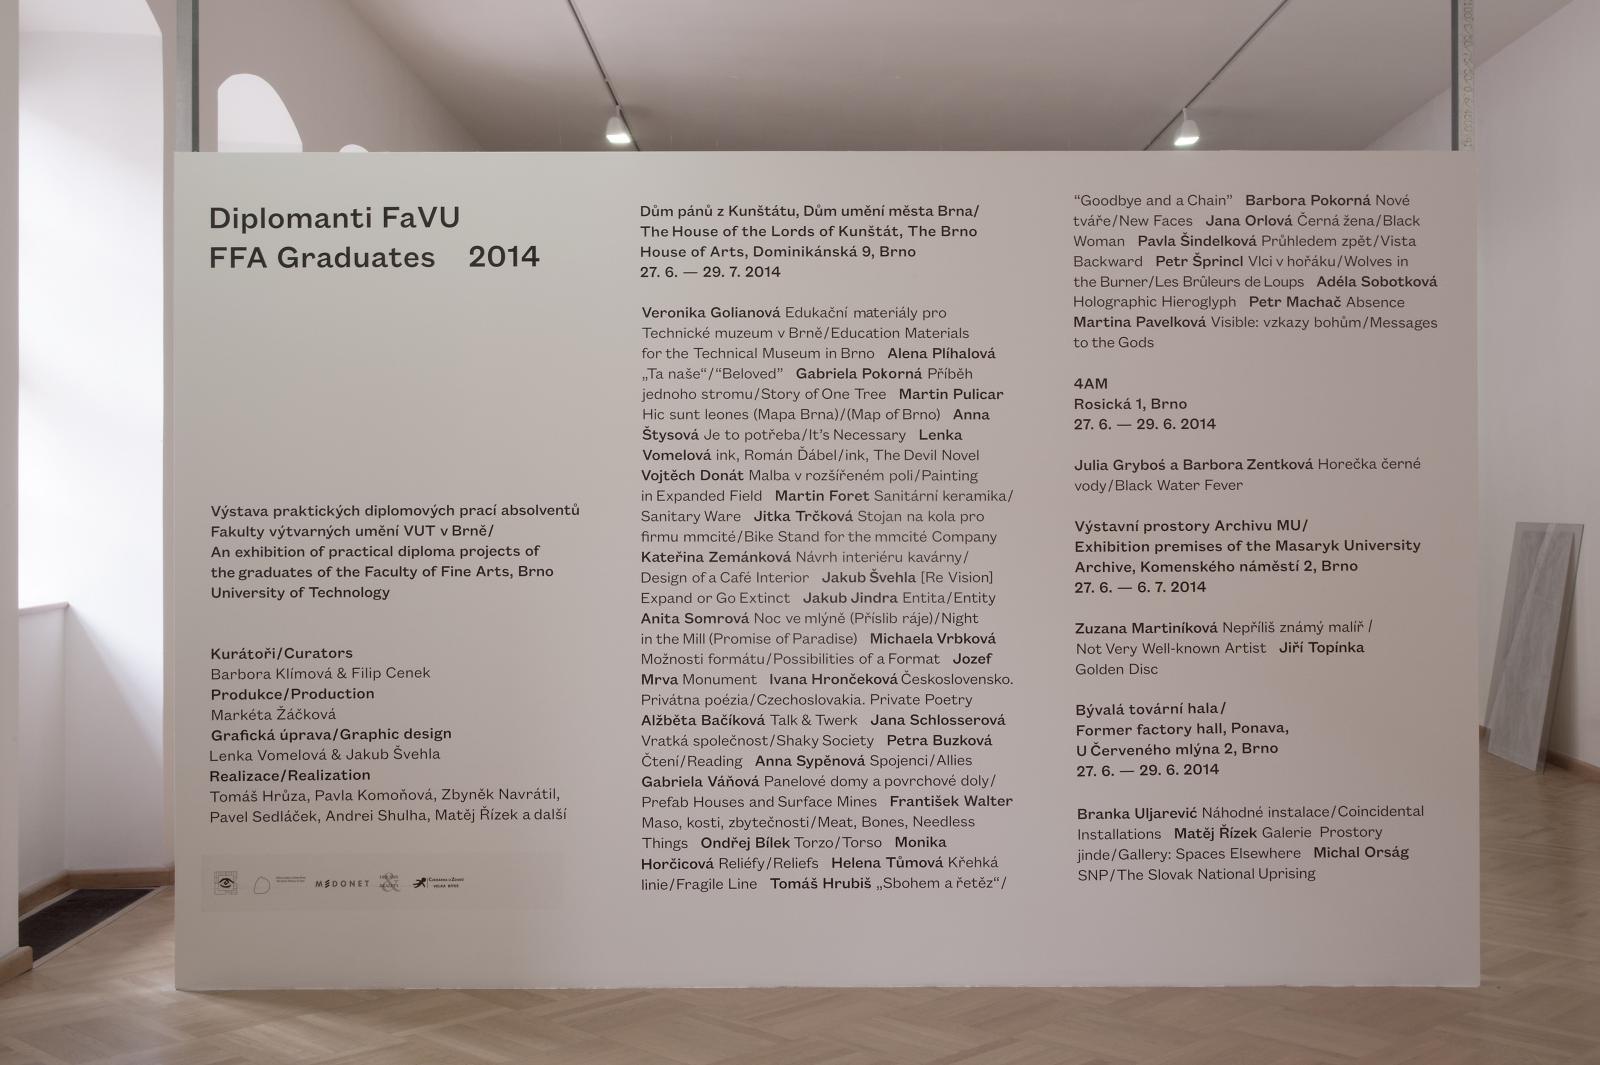 Diplomanti FaVU
FFA Graduates 2014
Výstava praktických diplomových prací absolventů
Fakulty výtvarných umění VUT v Brně/
An exhibition of practical diploma projects of
the graduates of the Faculty of Fine Arts, Brno
University of Technology
Kurátoři/Curators
Barbora Klímová & Filip Cenek
Produkce/Production
Markéta Žáčková
Grafická úprava/Graphic design
Lenka Vomelová & Jakub Švehla
Realizace/Realization
Tomáš Hrůza, Pavla Komoňová, Zbyněk Navrátil,
Pavel Sedláček, Andrei Shulha, Matěj Řízek a další
MEDONET
Dům pánů z Kunštátu, Dům umění města Brna/
The House of the Lords of Kunštát, The Brno
House of Arts, Dominikánská 9, Brno
27. 6. — 29. 7. 2014
Veronika Golianová Edukační materiály pro
Technické muzeum v Brně/Education Materials
for the Technical Museum in Brno Alena Plíhalová
„Ta naše“/“Beloved” Gabriela Pokorná Příběh
jednoho stromu/Story of One Tree Martin Pulicar
Hic sunt leones (Mapa Brna)/(Map of Brno) Anna
Štysová Je to potřeba/It’s Necessary Lenka
Vomelová ink, Román Ďábel/ink, The Devil Novel
Vojtěch Donát Malba v rozšířeném poli/Painting
in Expanded Field Martin Foret Sanitární keramika/
Sanitary Ware Jitka Trčková Stojan na kola pro
firmu mmcité/Bike Stand for the mmcité Company
Kateřina Zemánková Návrh interiéru kavárny/
Design of a Café Interior Jakub Švehla [Re Vision]
Expand or Go Extinct Jakub Jindra Entita/Entity
Anita Somrová Noc ve mlýně (Příslib ráje)/Night
in the Mill (Promise of Paradise) Michaela Vrbková
Možnosti formátu/Possibilities of a Format Jozef
Mrva Monument Ivana Hrončeková Československo.
Privátna poézia/Czechoslovakia. Private Poetry
Alžběta Bačíková Talk & Twerk Jana Schlosserová
Vratká společnost/Shaky Society Petra Buzková
Čtení/Reading Anna Sypěnová Spojenci/Allies
Gabriela Váňová Panelové domy a povrchové doly/
Prefab Houses and Surface Mines František Walter
Maso, kosti, zbytečnosti/Meat, Bones, Needless
Things Ondřej Bílek Torzo/Torso Monika
Horčicová Reliéfy/Reliefs Helena Tůmová Křehká
linie/Fragile Line Tomáš Hrubiš „Sbohem a řetěz“/
“Goodbye and a Chain” Barbora Pokorná Nové
tváře/New Faces Jana Orlová Černá žena/Black
Woman Pavla Šindelková Průhledem zpět/Vista
Backward Petr Šprincl Vlci v hořáku/Wolves in
the Burner/Les Brûleurs de Loups Adéla Sobotková
Holographic Hieroglyph Petr Machač Absence
Martina Pavelková Visible: vzkazy bohům/Messages
to the Gods
4AM
Rosická 1, Brno
27. 6. — 29. 6. 2014
Julia Gryboś a Barbora Zentková Horečka černé
vody/Black Water Fever
Výstavní prostory Archivu MU/
Exhibition premises of the Masaryk University
Archive, Komenského náměstí 2, Brno
27. 6. — 6. 7. 2014
Zuzana Martiníková Nepříliš známý malíř /
Not Very Well-known Artist Jiří Topínka
Golden Disc
Bývalá tovární hala/
Former factory hall, Ponava,
U Červeného mlýna 2, Brno
27. 6. — 29. 6. 2014
Branka Uljarević Náhodné instalace/Coincidental
Installations Matěj Řízek Galerie Prostory
jinde/Gallery: Spaces Elsewhere Michal Orság
SNP/The Slovak National Uprising